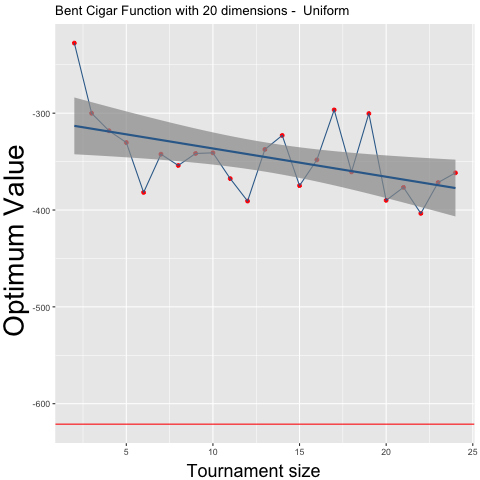 Bent Cigar Function with 20 dimensions - Uniform
Optimum Value
-300
-400
-500
-600
5 10 15 20 25
Tournament size